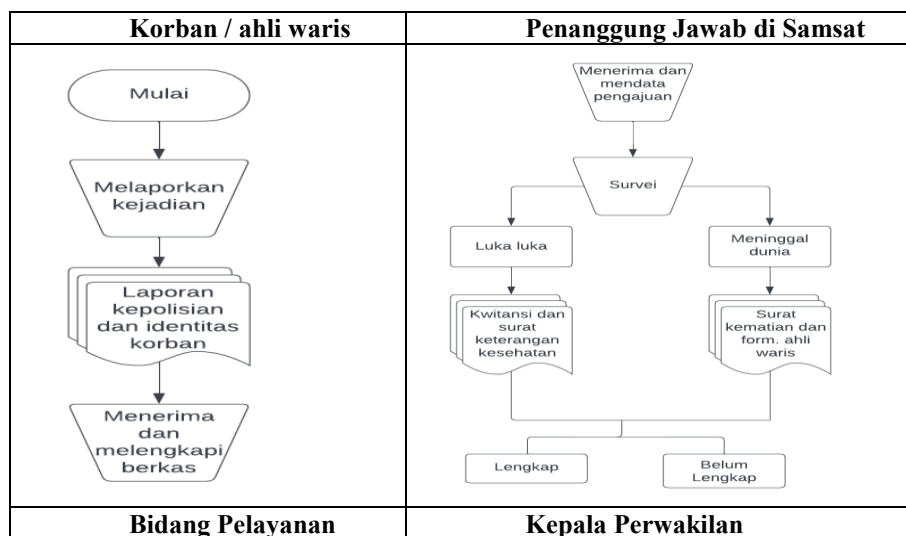 Korban / ahli waris
Penanggung Jawab di Samsat
Mulai
Melaporkan
kejadian
Laporan
kepolisian
dan identitas
korban
Menerima
dan
melengkapi
berkas
Menerima dan
mendata
pengajuan
Survei
Luka luka
Meninggal
dunia
Kwitansi dan
surat
keterangan
kesehatan
Surat
kematian dan
form. ahli
waris
Lengkap
Belum
Lengkap
Bidang Pelayanan
Kepala Perwakilan